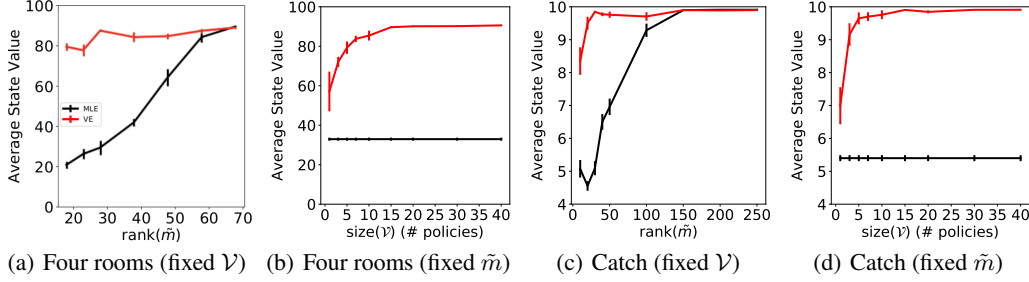 100
80
60
40
20
0
Average State Value
MLE
VE
10 20 30 40 50 60 70
rank(m̃)
100
80
60
40
20
0
Average State Value
0 5 10 15 20 25 30 35 40
size(𝒱) (# policies)
10
9
8
7
6
5
4
Average State Value
0 50 100 150 200 250
rank(m̃)
10
9
8
7
6
5
4
Average State Value
0 5 10 15 20 25 30 35 40
size(𝒱) (# policies)
(a) Four rooms (fixed 𝒱) (b) Four rooms (fixed m̃) (c) Catch (fixed 𝒱) (d) Catch (fixed m̃)